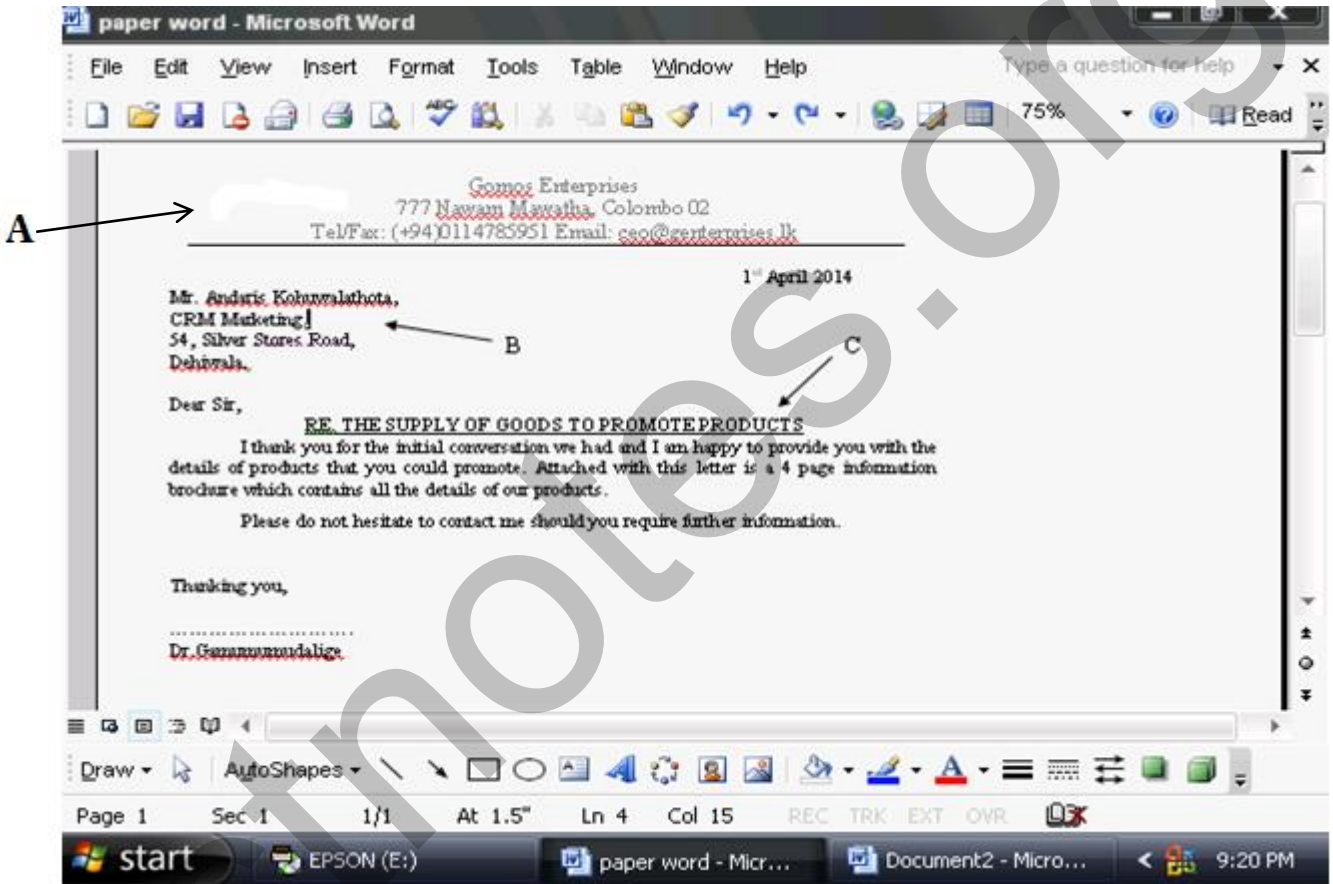 paper word - Microsoft Word
File Edit View Insert Format Tools Table Window Help Type a question for help
75% Read
A
Gomos Enterprises
777 Nawam Mawatha, Colombo 02
Tel/Fax: (+94)0114785951 Email: ceo@genterprises.lk
1st April 2014
Mr. Andaris Kohuwalathota,
CRM Marketing,
B
54, Silver Stores Road,
C
Dehiwala.
Dear Sir,
RE. THE SUPPLY OF GOODS TO PROMOTE PRODUCTS
I thank you for the initial conversation we had and I am happy to provide you with the
details of products that you could promote. Attached with this letter is a 4 page information
brochure which contains all the details of our products.
Please do not hesitate to contact me should you require further information.
Thanking you,
..............................
Dr.
Draw AutoShapes
Page 1 Sec 1 1/1 At 1.5" Ln 4 Col 15 REC TRK EXT OVR
start EPSON (E:) paper word - Micr... Document2 - Micro... 9:20 PM
tnotes.org